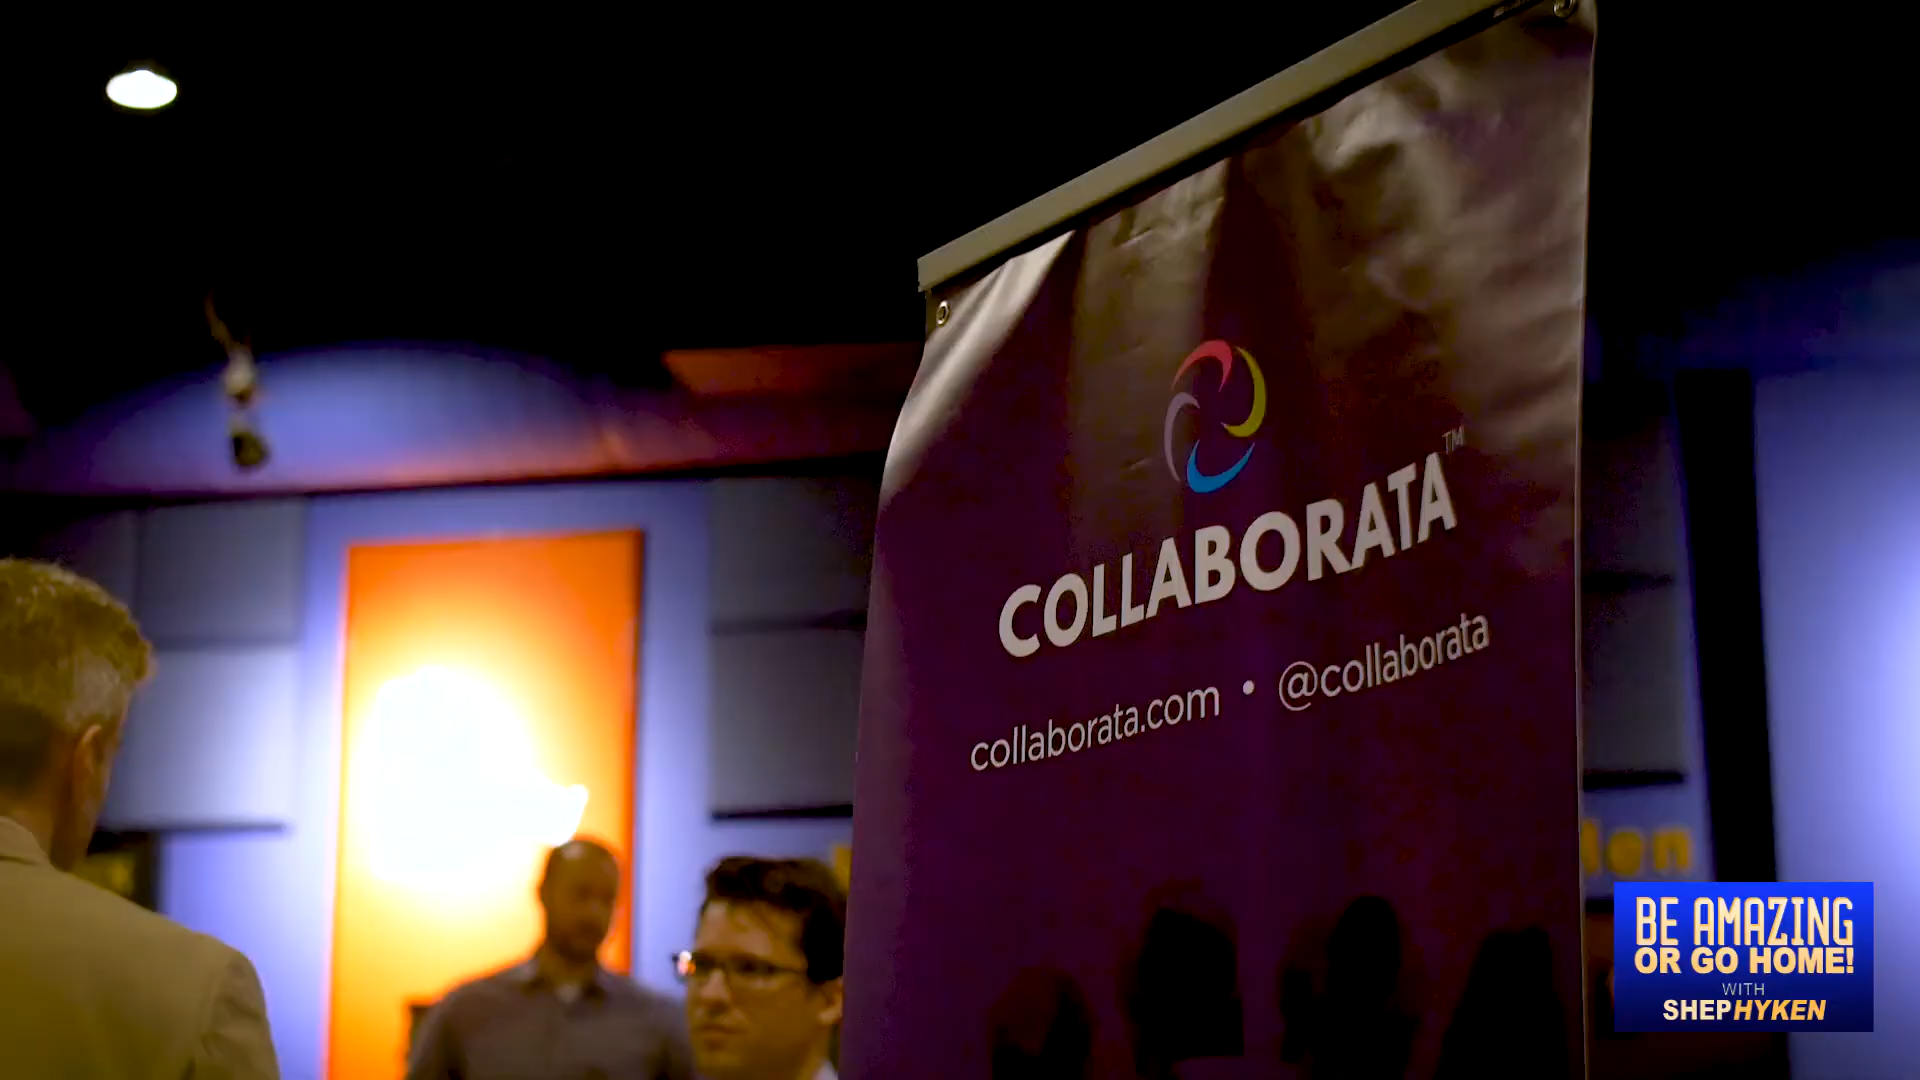 COLLABORATA™
collaborata.com • @collaborata
BE AMAZING
OR GO HOME!
WITH
SHEPHYKEN